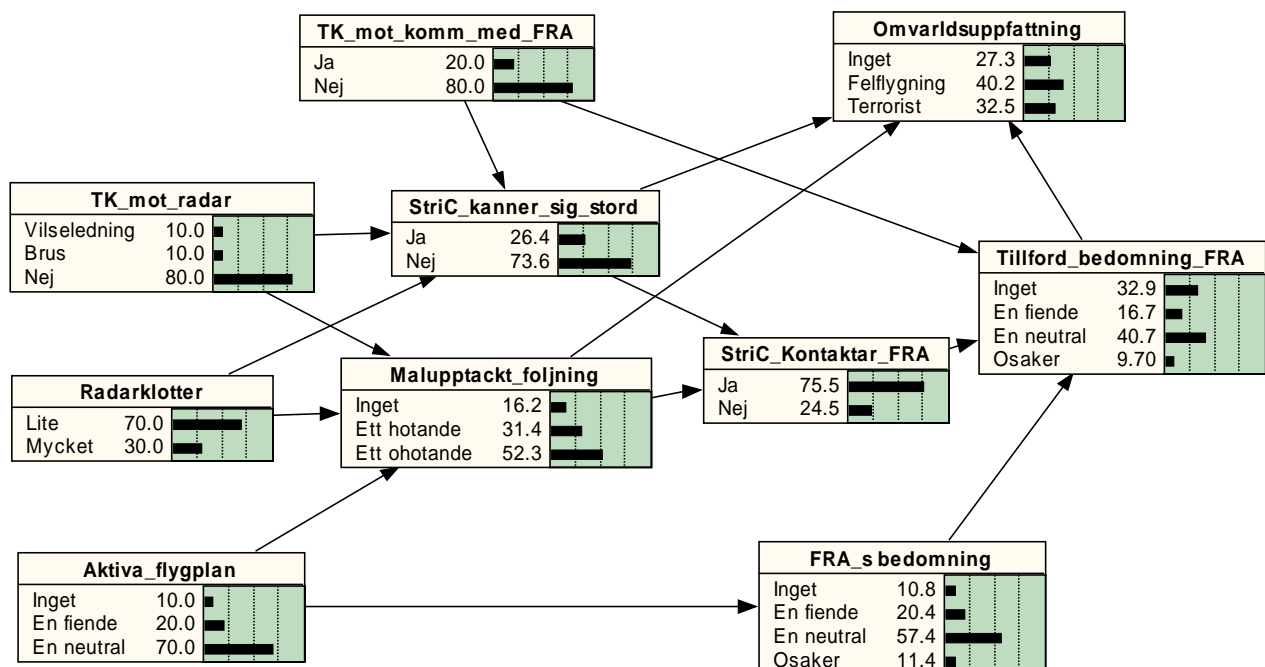 TK_mot_komm_med_FRA
Ja 20.0
Nej 80.0
Omvarldsuppfattning
Inget 27.3
Felflygning 40.2
Terrorist 32.5
TK_mot_radar
Vilseledning 10.0
Brus 10.0
Nej 80.0
StriC_kanner_sig_stord
Ja 26.4
Nej 73.6
Tillford_bedomning_FRA
Inget 32.9
En fiende 16.7
En neutral 40.7
Osaker 9.70
Radarklotter
Lite 70.0
Mycket 30.0
Malupptackt_foljning
Inget 16.2
Ett hotande 31.4
Ett ohotande 52.3
StriC_Kontaktar_FRA
Ja 75.5
Nej 24.5
Aktiva_flygplan
Inget 10.0
En fiende 20.0
En neutral 70.0
FRA_s bedomning
Inget 10.8
En fiende 20.4
En neutral 57.4
Osaker 11.4